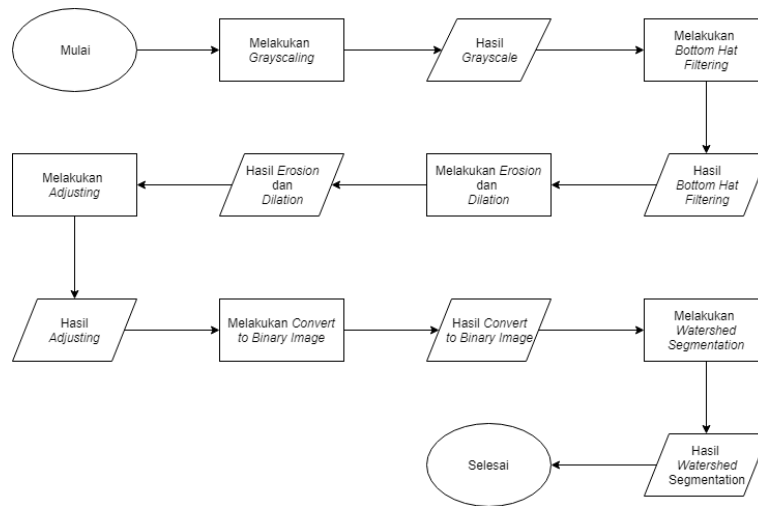 Mulai
Melakukan
Grayscaling
Hasil
Grayscale
Melakukan
Bottom Hat
Filtering
Hasil
Bottom Hat
Filtering
Melakukan Erosion
dan
Dilation
Hasil Erosion
dan
Dilation
Melakukan
Adjusting
Hasil
Adjusting
Melakukan Convert
to Binary Image
Hasil Convert
to Binary Image
Melakukan
Watershed
Segmentation
Hasil
Watershed
Segmentation
Selesai